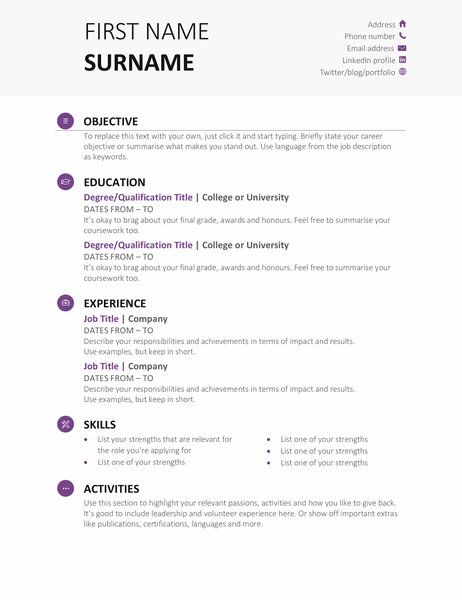 FIRST NAME
SURNAME
Address
Phone number
Email address
LinkedIn profile
Twitter/blog/portfolio
OBJECTIVE
To replace this text with your own, just click it and start typing. Briefly state your career
objective or summarise what makes you stand out. Use language from the job description
as keywords.
EDUCATION
Degree/Qualification Title | College or University
DATES FROM – TO
It's okay to brag about your final grade, awards and honours. Feel free to summarise your
coursework too.
Degree/Qualification Title | College or University
DATES FROM – TO
It's okay to brag about your final grade, awards and honours. Feel free to summarise your
coursework too.
EXPERIENCE
Job Title | Company
DATES FROM – TO
Describe your responsibilities and achievements in terms of impact and results.
Use examples, but keep in short.
Job Title | Company
DATES FROM – TO
Describe your responsibilities and achievements in terms of impact and results.
Use examples, but keep in short.
SKILLS
• List your strengths that are relevant for
the role you're applying for
• List one of your strengths
• List one of your strengths
• List one of your strengths
• List one of your strengths
ACTIVITIES
Use this section to highlight your relevant passions, activities and how you like to give back.
It's good to include leadership and volunteer experience here. Or show off important extras
like publications, certifications, languages and more.